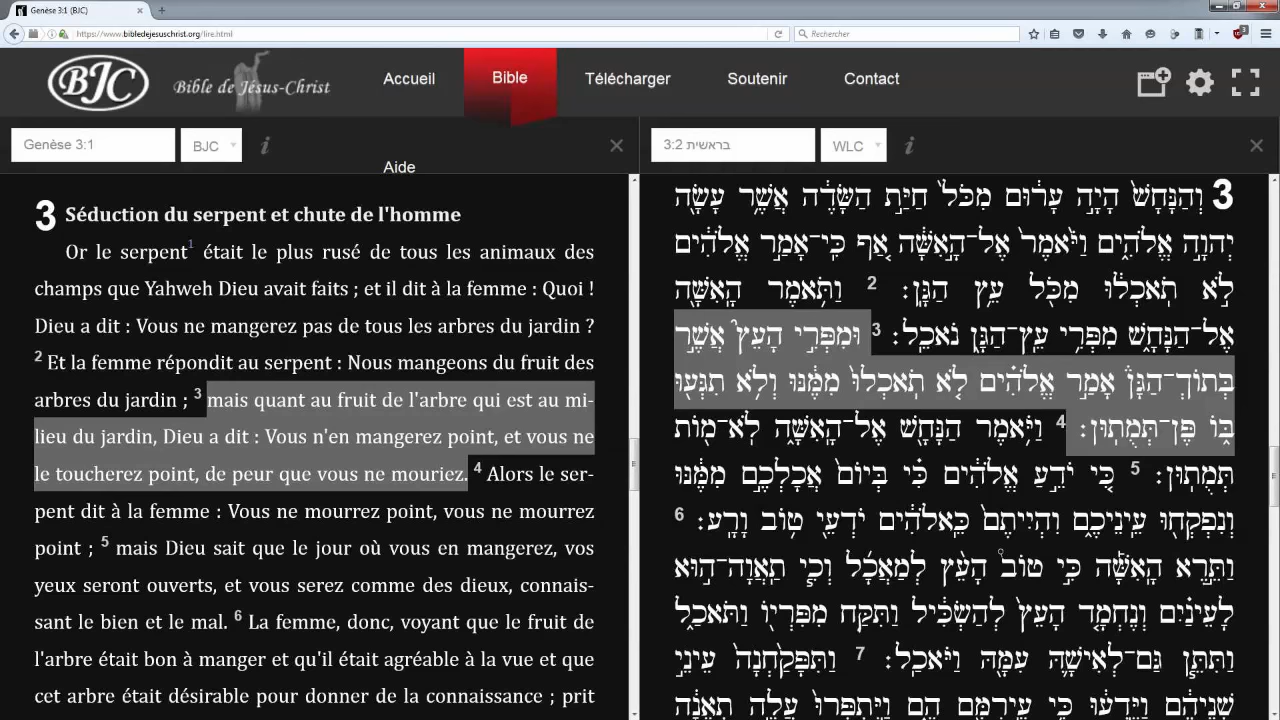 Genèse 3:1 (BJC)
https://www.bibledejesuschrist.org/lire.html
Rechercher
BJC
Bible de Jésus-Christ
Accueil
Bible
Télécharger
Soutenir
Contact
Aide
Genèse 3:1
BJC
3 Séduction du serpent et chute de l'homme
Or le serpent1 était le plus rusé de tous les animaux des
champs que Yahweh Dieu avait faits ; et il dit à la femme : Quoi !
Dieu a dit : Vous ne mangerez pas de tous les arbres du jardin ?
2 Et la femme répondit au serpent : Nous mangeons du fruit des
arbres du jardin ; 3 mais quant au fruit de l'arbre qui est au mi-
lieu du jardin, Dieu a dit : Vous n'en mangerez point, et vous ne
le toucherez point, de peur que vous ne mouriez. 4 Alors le ser-
pent dit à la femme : Vous ne mourrez point, vous ne mourrez
point ; 5 mais Dieu sait que le jour où vous en mangerez, vos
yeux seront ouverts, et vous serez comme des dieux, connais-
sant le bien et le mal. 6 La femme, donc, voyant que le fruit de
l'arbre était bon à manger et qu'il était agréable à la vue et que
cet arbre était désirable pour donner de la connaissance ; prit
בראשית 3:2
WLC
3 וְהַנָּחָשׁ֙ הָיָ֣ה עָר֔וּם מִכֹּל֙ חַיַּ֣ת הַשָּׂדֶ֔ה אֲשֶׁ֥ר עָשָׂ֖ה
יְהוָ֣ה אֱלֹהִ֑ים וַיֹּ֙אמֶר֙ אֶל־הָ֣אִשָּׁ֔ה אַ֚ף כִּֽי־אָמַ֣ר אֱלֹהִ֔ים
לֹ֣א תֹֽאכְל֔וּ מִכֹּ֖ל עֵ֥ץ הַגָּֽן׃ 2 וַתֹּ֥אמֶר הָֽאִשָּׁ֖ה
אֶל־הַנָּחָ֑שׁ מִפְּרִ֥י עֵֽץ־הַגָּ֖ן נֹאכֵֽל׃ 3 וּמִפְּרִ֣י הָעֵץ֮ אֲשֶׁ֣ר
בְּתוֹךְ־הַגָּן֒ אָמַ֣ר אֱלֹהִ֗ים לֹ֤א תֹֽאכְלוּ֙ מִמֶּ֔נּוּ וְלֹ֥א תִגְּע֖וּ
בּ֑וֹ פֶּן־תְּמֻתֽוּן׃ 4 וַיֹּ֥אמֶר הַנָּחָ֖שׁ אֶל־הָֽאִשָּׁ֑ה לֹֽא־מ֖וֹת
תְּמֻתֽוּן׃ 5 כִּ֚י יֹדֵ֣עַ אֱלֹהִ֔ים כִּ֗י בְּיוֹם֙ אֲכָלְכֶ֣ם מִמֶּ֔נּוּ
וְנִפְקְח֖וּ עֵֽינֵיכֶ֑ם וִהְיִיתֶם֙ כֵּֽאלֹהִ֔ים יֹדְעֵ֖י ט֥וֹב וָרָֽע׃ 6
וַתֵּ֣רֶא הָֽאִשָּׁ֡ה כִּ֣י טוֹב֩ הָעֵ֨ץ לְמַאֲכָ֜ל וְכִ֧י תַֽאֲוָה־ה֣וּא
לָעֵינַ֗יִם וְנֶחְמָ֤ד הָעֵץ֙ לְהַשְׂכִּ֔יל וַתִּקַּ֥ח מִפִּרְי֖וֹ וַתֹּאכַ֑ל
וַתִּתֵּ֧ן גַּם־לְאִישָׁ֛הּ עִמָּ֖הּ וַיֹּאכַֽל׃ 7 וַתִּפָּקַ֙חְנָה֙ עֵינֵ֣י
שְׁנֵיהֶ֔ם וַיֵּ֣דְע֔וּ כִּ֥י עֵֽירֻמִּ֖ם הֵ֑ם וַֽיִּתְפְּרוּ֙ עֲלֵ֣ה תְאֵנָ֔ה